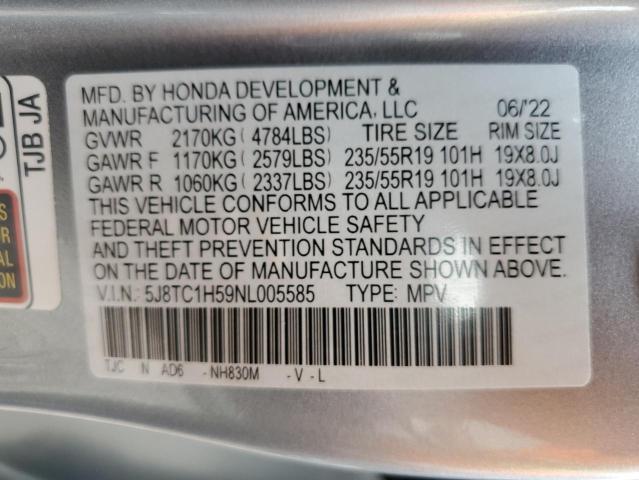 MFD. BY HONDA DEVELOPMENT &
MANUFACTURING OF AMERICA, LLC 06/'22
GVWR 2170KG ( 4784LBS) TIRE SIZE RIM SIZE
GAWR F 1170KG ( 2579LBS) 235/55R19 101H 19X8.0J
GAWR R 1060KG ( 2337LBS) 235/55R19 101H 19X8.0J
THIS VEHICLE CONFORMS TO ALL APPLICABLE
FEDERAL MOTOR VEHICLE SAFETY
AND THEFT PREVENTION STANDARDS IN EFFECT
ON THE DATE OF MANUFACTURE SHOWN ABOVE.
V.I.N.: 5J8TC1H59NL005585 TYPE: MPV
TJC N AD6 -NH830M -V-L
TJB JA